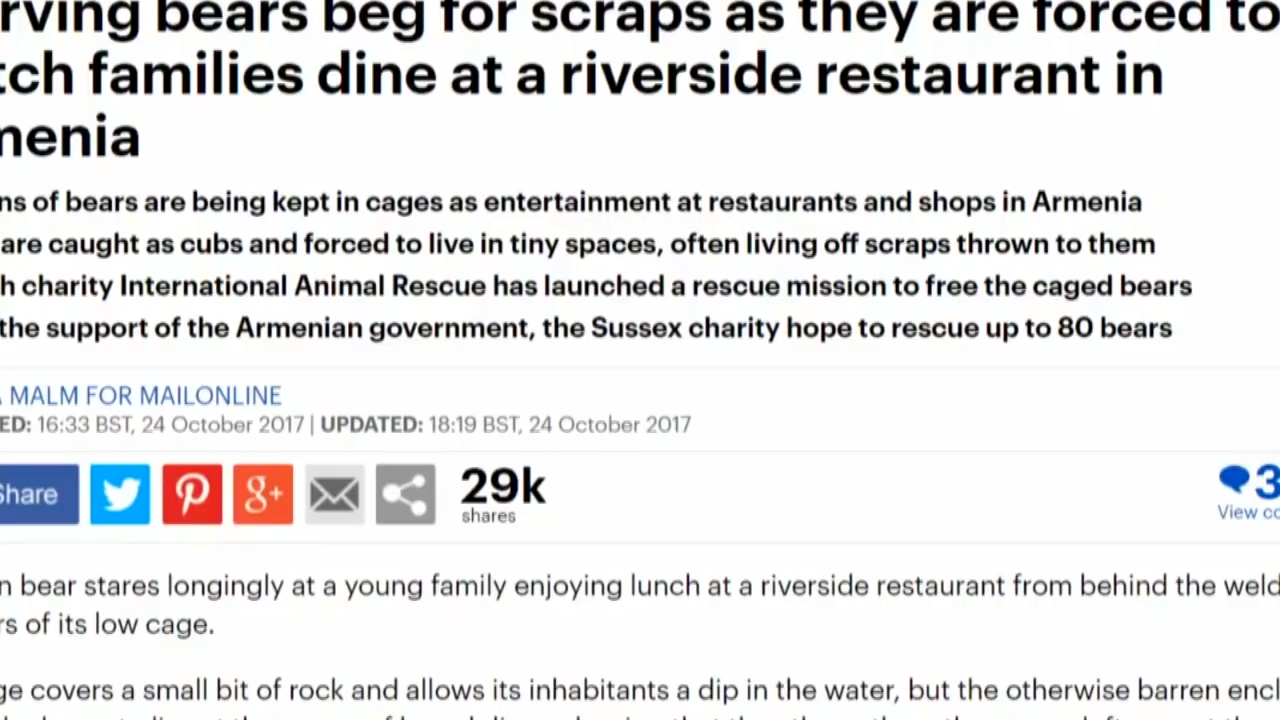 rving bears beg for scraps as they are forced to
tch families dine at a riverside restaurant in
menia
ns of bears are being kept in cages as entertainment at restaurants and shops in Armenia
are caught as cubs and forced to live in tiny spaces, often living off scraps thrown to them
h charity International Animal Rescue has launched a rescue mission to free the caged bears
the support of the Armenian government, the Sussex charity hope to rescue up to 80 bears
MALM FOR MAILONLINE
ED: 16:33 BST, 24 October 2017 | UPDATED: 18:19 BST, 24 October 2017
Share
g+
29k
shares
3
View co
n bear stares longingly at a young family enjoying lunch at a riverside restaurant from behind the weld
rs of its low cage.
ge covers a small bit of rock and allows its inhabitants a dip in the water, but the otherwise barren encl